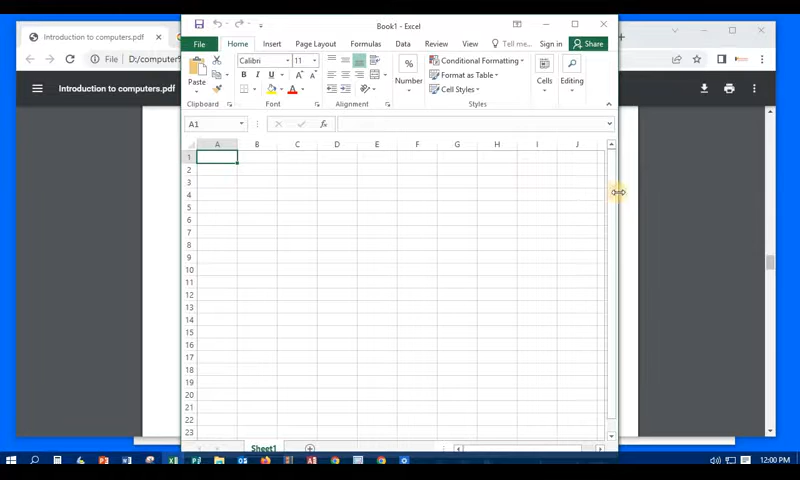 Introduction to computers.pdf
File
D:/computer
Introduction to computers.pdf
Book1 - Excel
File Home Insert Page Layout Formulas Data Review View Tell me... Sign in Share
Paste
Clipboard
Calibri 11
B I U
A A
A
Font
Alignment
%
Number
Conditional Formatting
Format as Table
Cell Styles
Styles
Cells
Editing
A1
fx
A B C D E F G H I J
1
2
3
4
5
6
7
8
9
10
11
12
13
14
15
16
17
18
19
20
21
22
23
Sheet1
12:00 PM